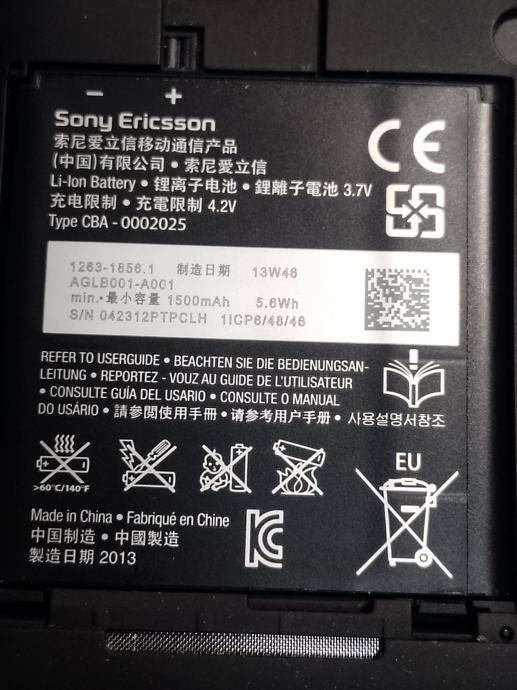 − +
Sony Ericsson
索尼爱立信移动通信产品
(中国)有限公司 • 索尼爱立信
Li-Ion Battery • 锂离子电池 • 鋰離子電池 3.7V
充电限制 • 充電限制 4.2V
Type CBA - 0002025
CE
1263-1856.1 制造日期 13W46
AGLB001-A001
min.•最小容量 1500mAh 5.6Wh
S/N 042312PTPCLH 1ICP6/48/46
REFER TO USERGUIDE • BEACHTEN SIE DIE BEDIENUNGSAN-
LEITUNG • REPORTEZ - VOUZ AU GUIDE DE L'UTILISATEUR
• CONSULTE GUÍA DEL USARIO • CONSULTE O MANUAL
DO USÁRIO • 請參閱使用手冊 • 请参考用户手册 • 사용설명서참조
>60°C/140°F
EU
Made in China • Fabriqué en Chine
中国制造 • 中國製造
製造日期 2013